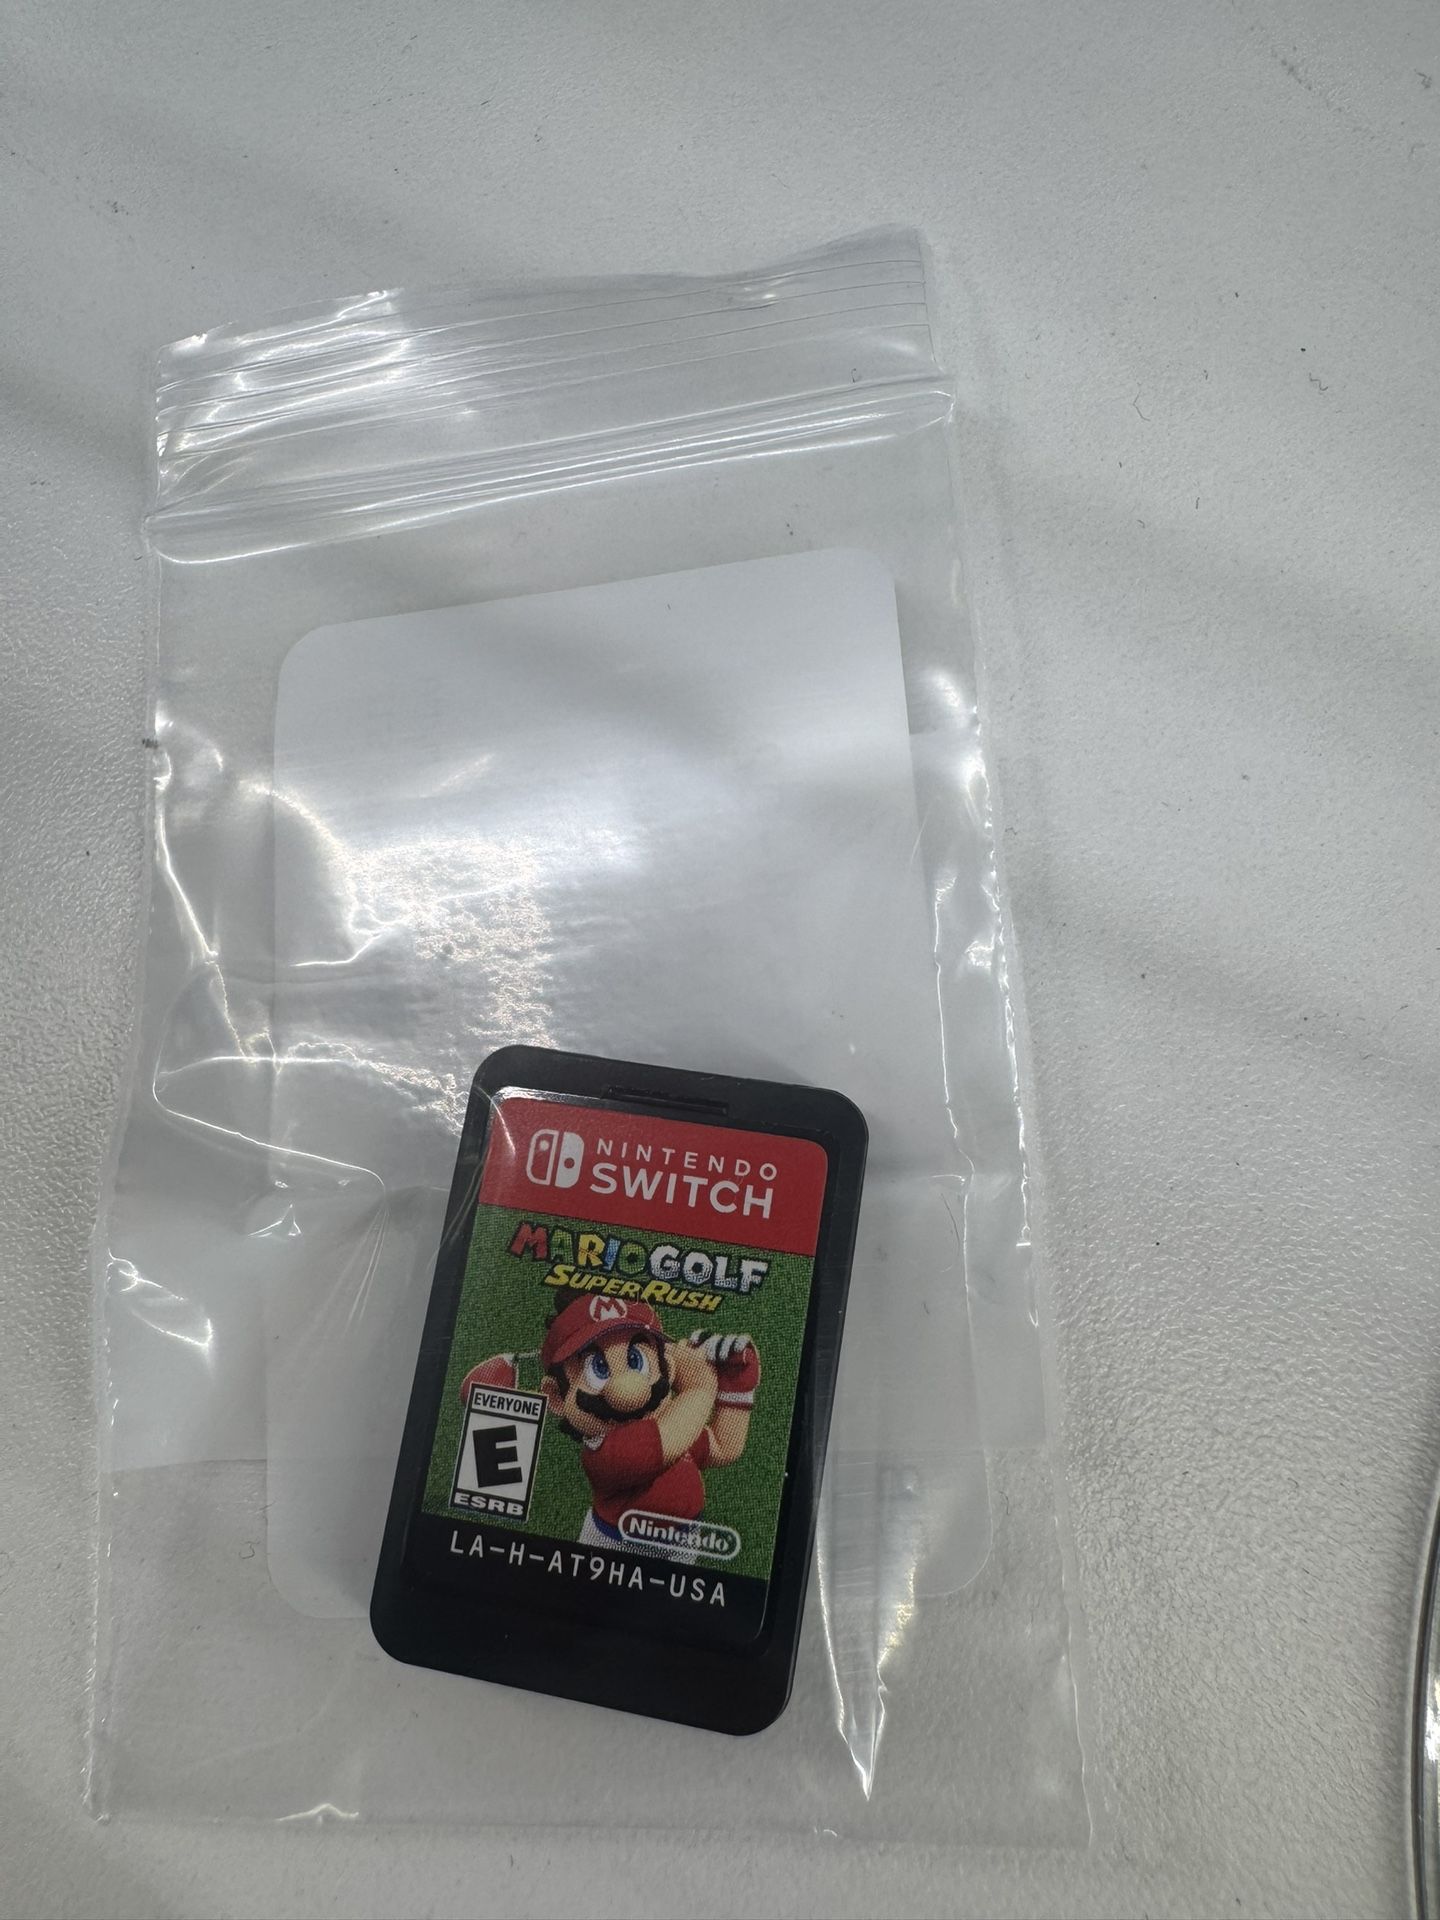 NINTENDO
SWITCH
MARIO GOLF
SUPER RUSH
M
EVERYONE
E
ESRB
Nintendo
LA-H-AT9HA-USA